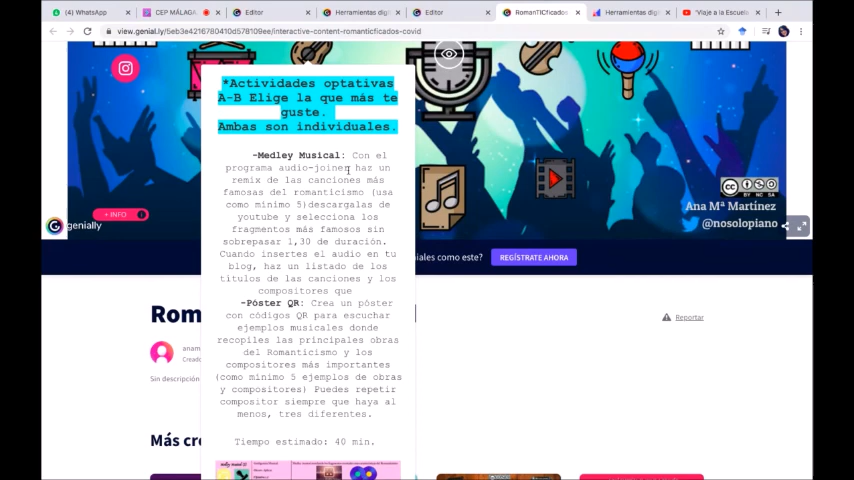 WhatsApp
CEP MÁLAGA
Editor
Herramientas digi
Editor
RomanTICficados
Herramientas digi
"Viaje a la Escuela
view.genial.ly/5eb3e4216780410d578109ee/interactive-content-romanticficados-covid
*Actividades optativas
A-B Elige la que más te
guste.
Ambas son individuales.
-Medley Musical: Con el
programa audio-joiner haz un
remix de las canciones más
famosas del romanticismo (usa
como mínimo 5)descargalas de
youtube y selecciona los
fragmentos más famosos sin
sobrepasar 1,30 de duración.
Cuando insertes el audio en tu
blog, haz un listado de los
títulos de las canciones y los
compositores que
-Póster QR: Crea un póster
con códigos QR para escuchar
ejemplos musicales donde
recopiles las principales obras
del Romanticismo y los
compositores más importantes
(como mínimo 5 ejemplos de obras
y compositores) Puedes repetir
compositor siempre que haya al
menos, tres diferentes.
Tiempo estimado: 40 min.
+ INFO
genially
Ana Mª Martínez
@nosolopiano
niales como este?
REGÍSTRATE AHORA
Rom
Reportar
anam
Creado
Sin descripción
Más cre